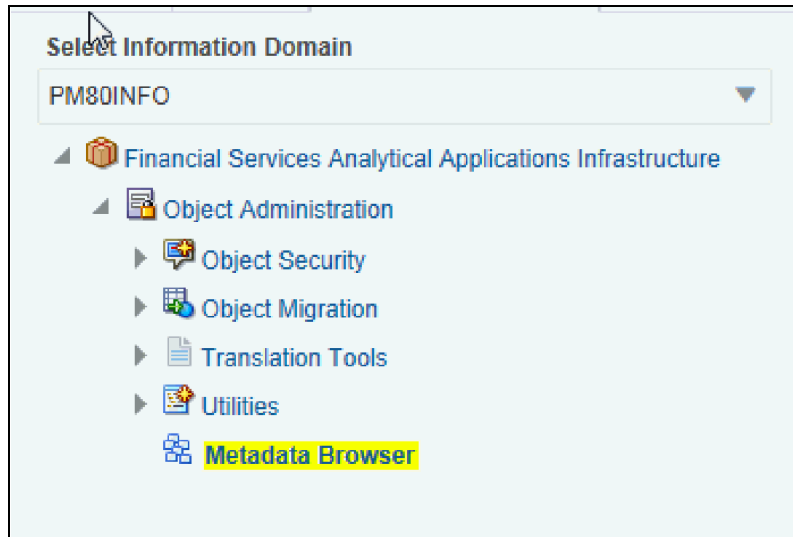 Select Information Domain
PM80INFO
Financial Services Analytical Applications Infrastructure
Object Administration
Object Security
Object Migration
Translation Tools
Utilities
Metadata Browser